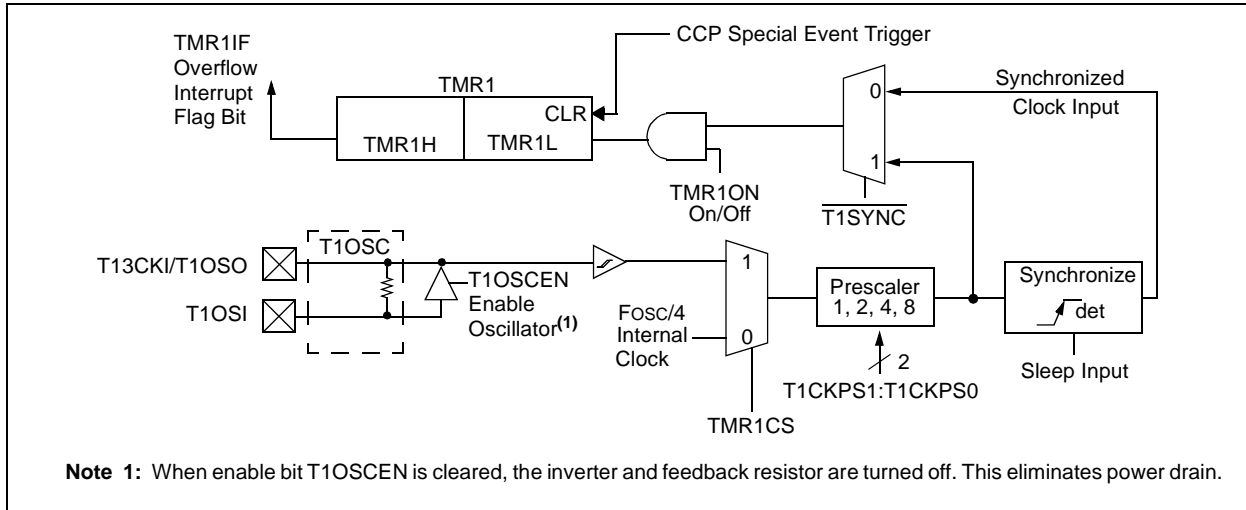 TMR1IF
Overflow
Interrupt
Flag Bit
TMR1
CCP Special Event Trigger
CLR
TMR1H
TMR1L
TMR1ON
On/Off
0
1
T1SYNC
Synchronized
Clock Input
T13CKI/T1OSO
T1OSI
T1OSC
T1OSCEN
Enable
Oscillator(1)
FOSC/4
Internal
Clock
1
0
TMR1CS
Prescaler
1, 2, 4, 8
2
T1CKPS1:T1CKPS0
Synchronize
det
Sleep Input
Note 1: When enable bit T1OSCEN is cleared, the inverter and feedback resistor are turned off. This eliminates power drain.